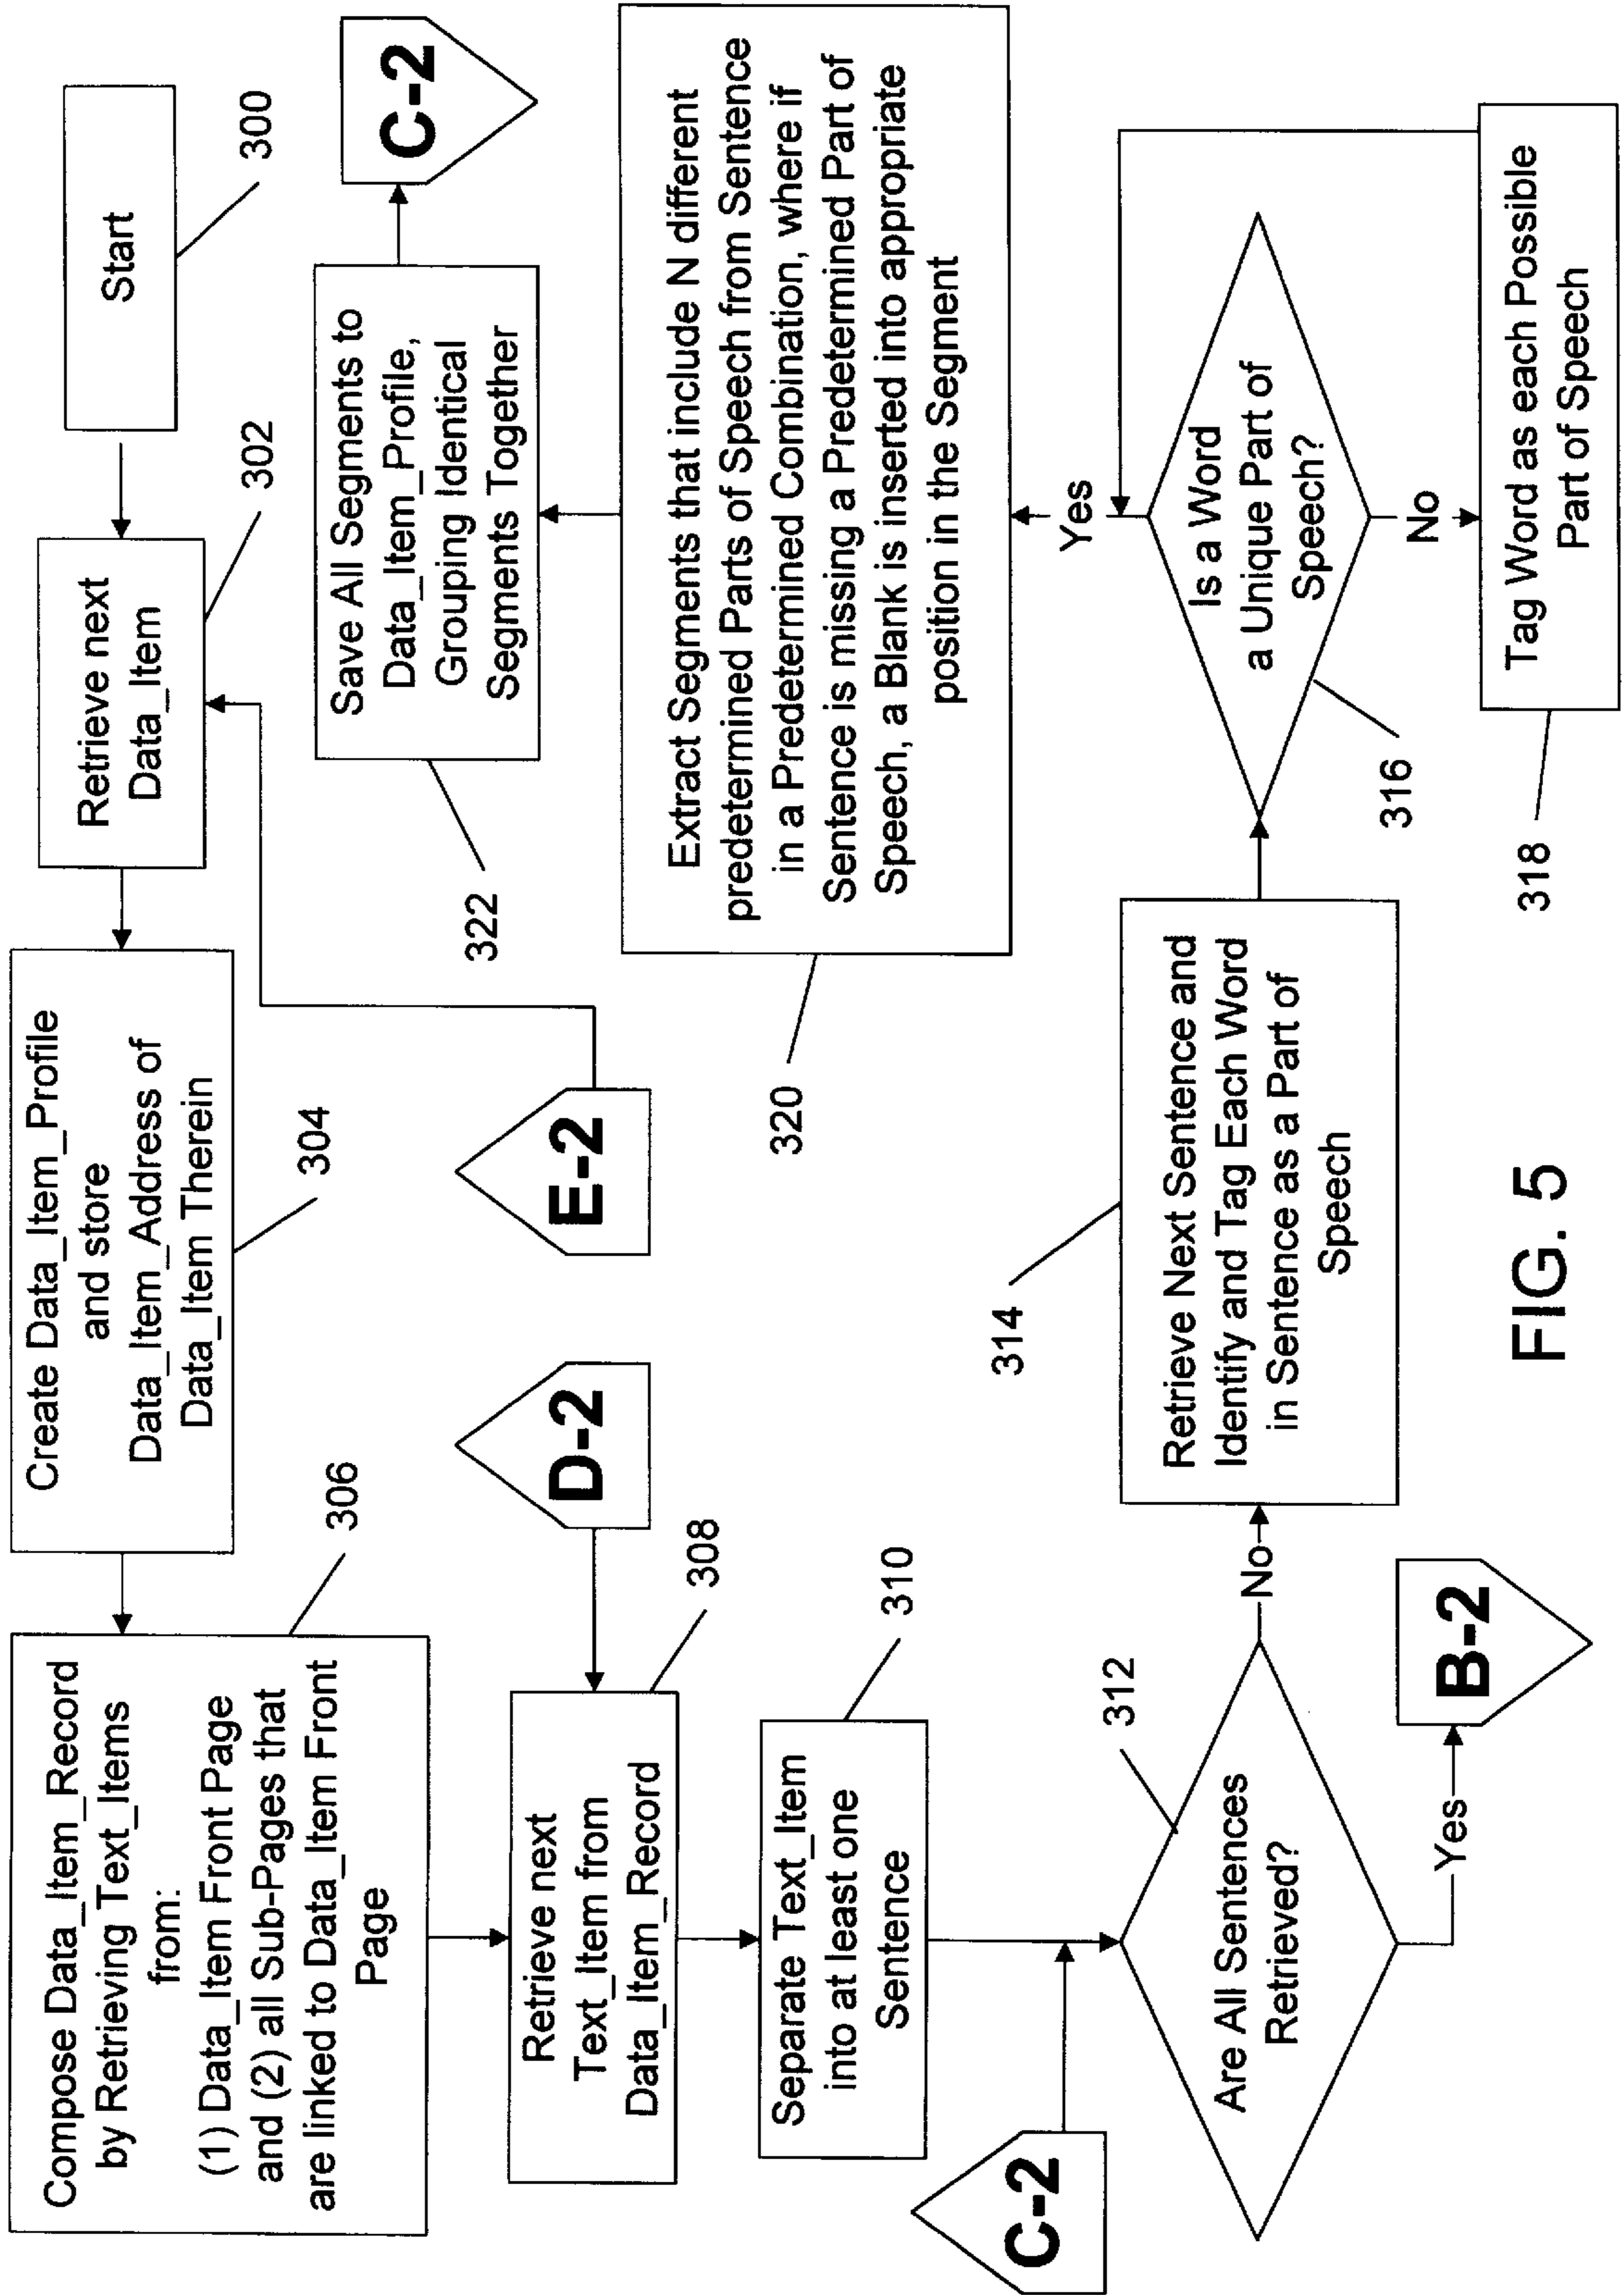 Start
300
Retrieve next
Data_Item
302
Create Data_Item_Profile
and store
Data_Item_Address of
Data_Item Therein
304
Compose Data_Item_Record
by Retrieving Text_Items
from:
(1) Data_Item Front Page
and (2) all Sub-Pages that
are linked to Data_Item Front
Page
306
E-2
D-2
Retrieve next
Text_Item from
Data_Item_Record
308
Separate Text_Item
into at least one
Sentence
310
C-2
Are All Sentences
Retrieved?
312
No
Yes
B-2
Retrieve Next Sentence and
Identify and Tag Each Word
in Sentence as a Part of
Speech
314
Is a Word
a Unique Part of
Speech?
316
No
Yes
Tag Word as each Possible
Part of Speech
318
Extract Segments that include N different
predetermined Parts of Speech from Sentence
in a Predetermined Combination, where if
Sentence is missing a Predetermined Part of
Speech, a Blank is inserted into appropriate
position in the Segment
320
Save All Segments to
Data_Item_Profile,
Grouping Identical
Segments Together
322
C-2
FIG. 5